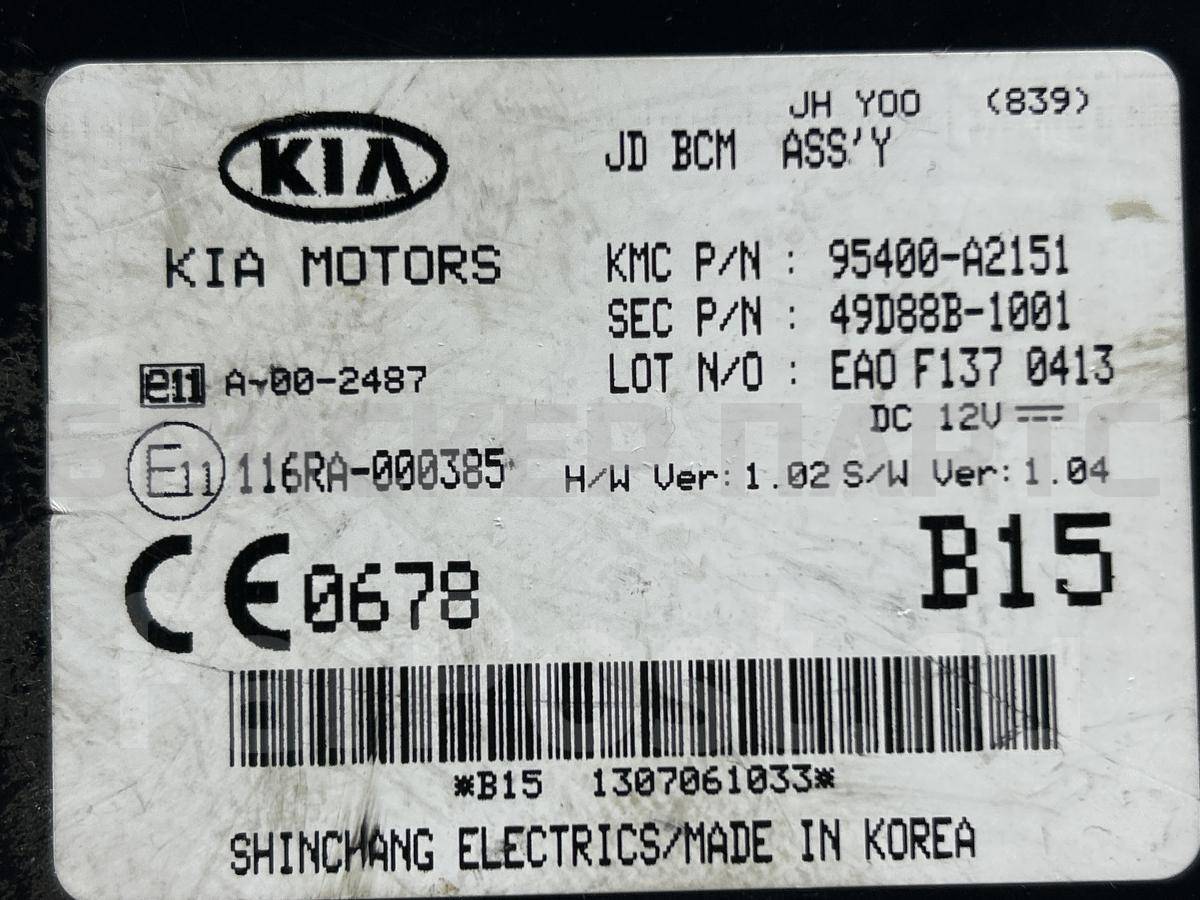 JH YOO (839)
KIA
JD BCM ASS'Y
KIA MOTORS
KMC P/N : 95400-A2151
SEC P/N : 49D88B-1001
LOT N/O : EAO F137 0413
e11 A-00-2487
DC 12V
E11 116RA-000385
H/W Ver: 1.02 S/W Ver: 1.04
CE 0678
B15
*B15 1307061033*
SHINCHANG ELECTRICS/MADE IN KOREA